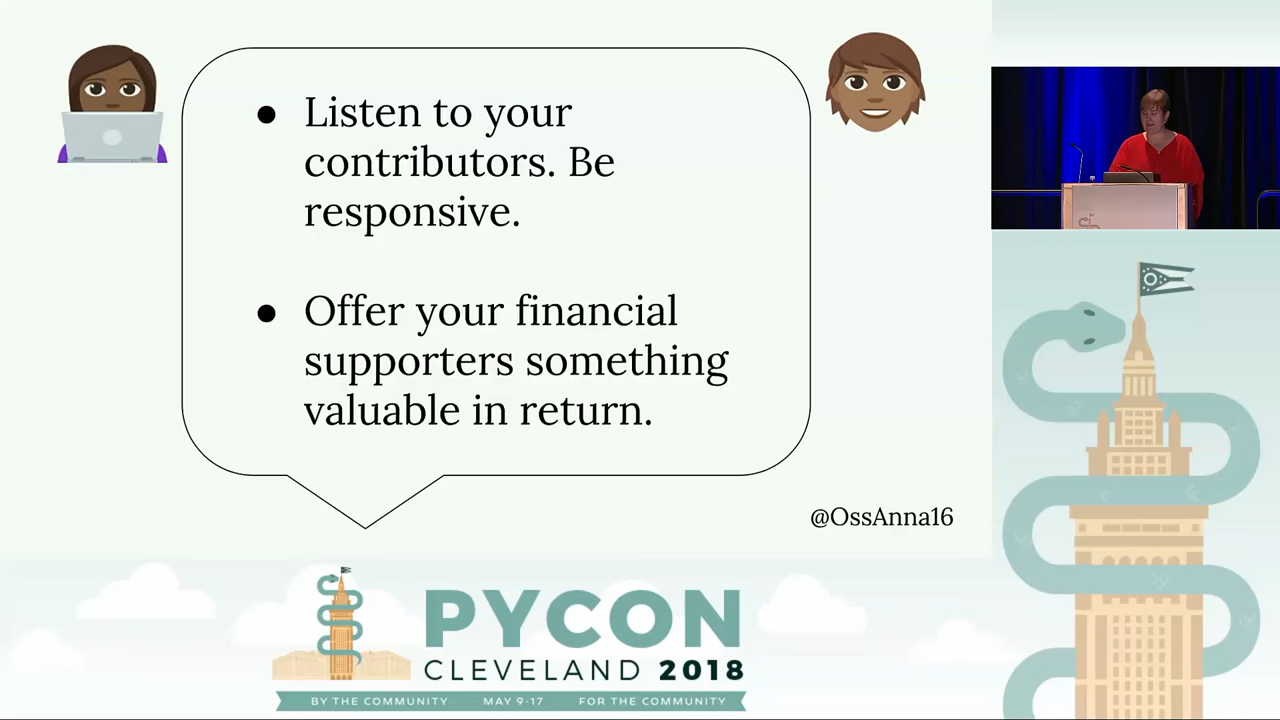 ● Listen to your
contributors. Be
responsive.
● Offer your financial
supporters something
valuable in return.
@OssAnna16
PYCON
CLEVELAND 2018
BY THE COMMUNITY MAY 9-17 FOR THE COMMUNITY